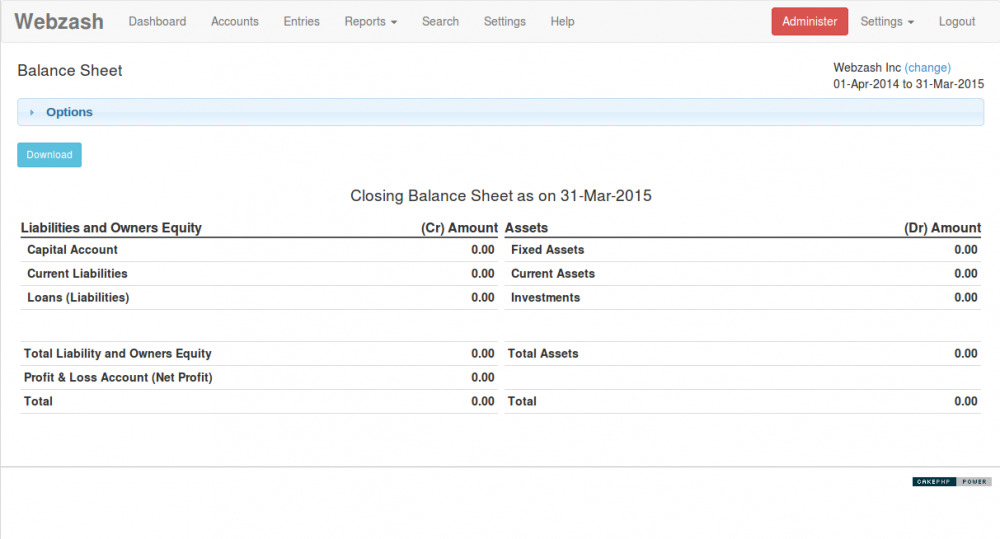 Webzash Dashboard Accounts Entries Reports Search Settings Help Administer Settings Logout
Balance Sheet
Webzash Inc (change)
01-Apr-2014 to 31-Mar-2015
Options
Download
Closing Balance Sheet as on 31-Mar-2015
Liabilities and Owners Equity (Cr) Amount Assets (Dr) Amount
Capital Account 0.00 Fixed Assets 0.00
Current Liabilities 0.00 Current Assets 0.00
Loans (Liabilities) 0.00 Investments 0.00
Total Liability and Owners Equity 0.00 Total Assets 0.00
Profit & Loss Account (Net Profit) 0.00
Total 0.00 Total 0.00
CAKEPHP POWER